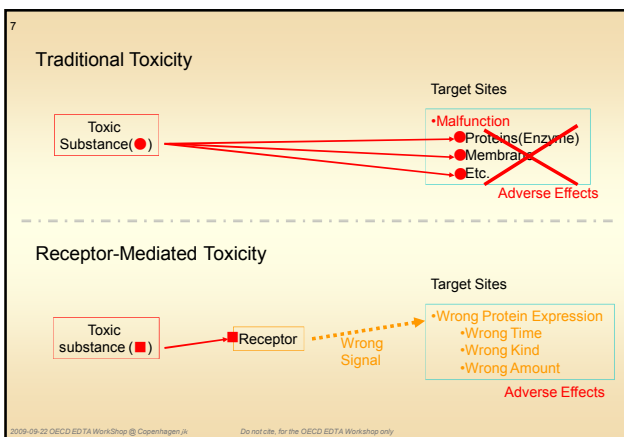 7
Traditional Toxicity
Target Sites
Toxic
Substance(●)
•Malfunction
●Proteins(Enzyme)
●Membrane
●Etc.
Adverse Effects
Receptor-Mediated Toxicity
Target Sites
Toxic
substance (■)
■Receptor
Wrong
Signal
•Wrong Protein Expression
•Wrong Time
•Wrong Kind
•Wrong Amount
Adverse Effects
2009-09-22 OECD EDTA WorkShop @ Copenhagen.jk Do not cite, for the OECD EDTA Workshop only